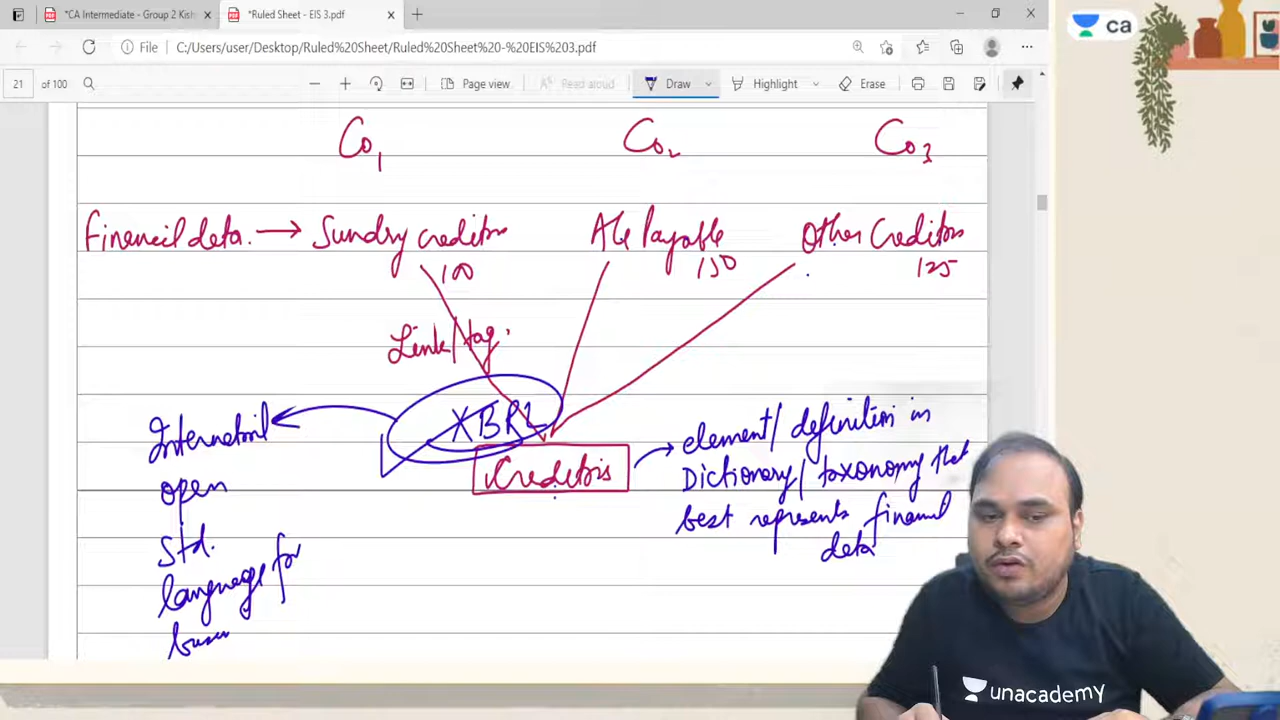 *CA Intermediate - Group 2 Kish
*Ruled Sheet - EIS 3.pdf
File
C:/Users/user/Desktop/Ruled%20Sheet/Ruled%20Sheet%20-%20EIS%203.pdf
21 of 100
Page view
Read aloud
Draw
Highlight
Erase
ca
Co1 Co2 Co3
Financial data. → Sundry creditors A/c Payable Other Creditors
100 150 125
Link/tag.
XBRL
Creditors
International
open
Std.
language for
busin
element/definition in
Dictionary/taxonomy that
best represents financial
data
unacademy